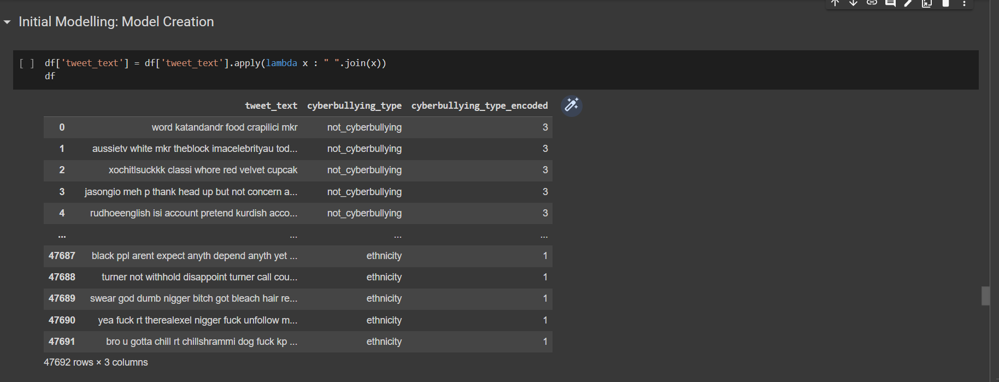 Initial Modelling: Model Creation
[ ] df['tweet_text'] = df['tweet_text'].apply(lambda x : " ".join(x))
df
tweet_text cyberbullying_type cyberbullying_type_encoded
0 word katandandr food crapilici mkr not_cyberbullying 3
1 aussietv white mkr theblock imacelebrityau tod... not_cyberbullying 3
2 xochitlsuckkk classi whore red velvet cupcak not_cyberbullying 3
3 jasongio meh p thank head up but not concern a... not_cyberbullying 3
4 rudhoeenglish isi account pretend kurdish acco... not_cyberbullying 3
... ... ... ...
47687 black ppl arent expect anyth depend anyth yet ... ethnicity 1
47688 turner not withhold disappoint turner call cou... ethnicity 1
47689 swear god dumb nigger bitch got bleach hair re... ethnicity 1
47690 yea fuck rt therealexel nigger fuck unfollow m... ethnicity 1
47691 bro u gotta chill rt chillshrammi dog fuck kp ... ethnicity 1
47692 rows × 3 columns